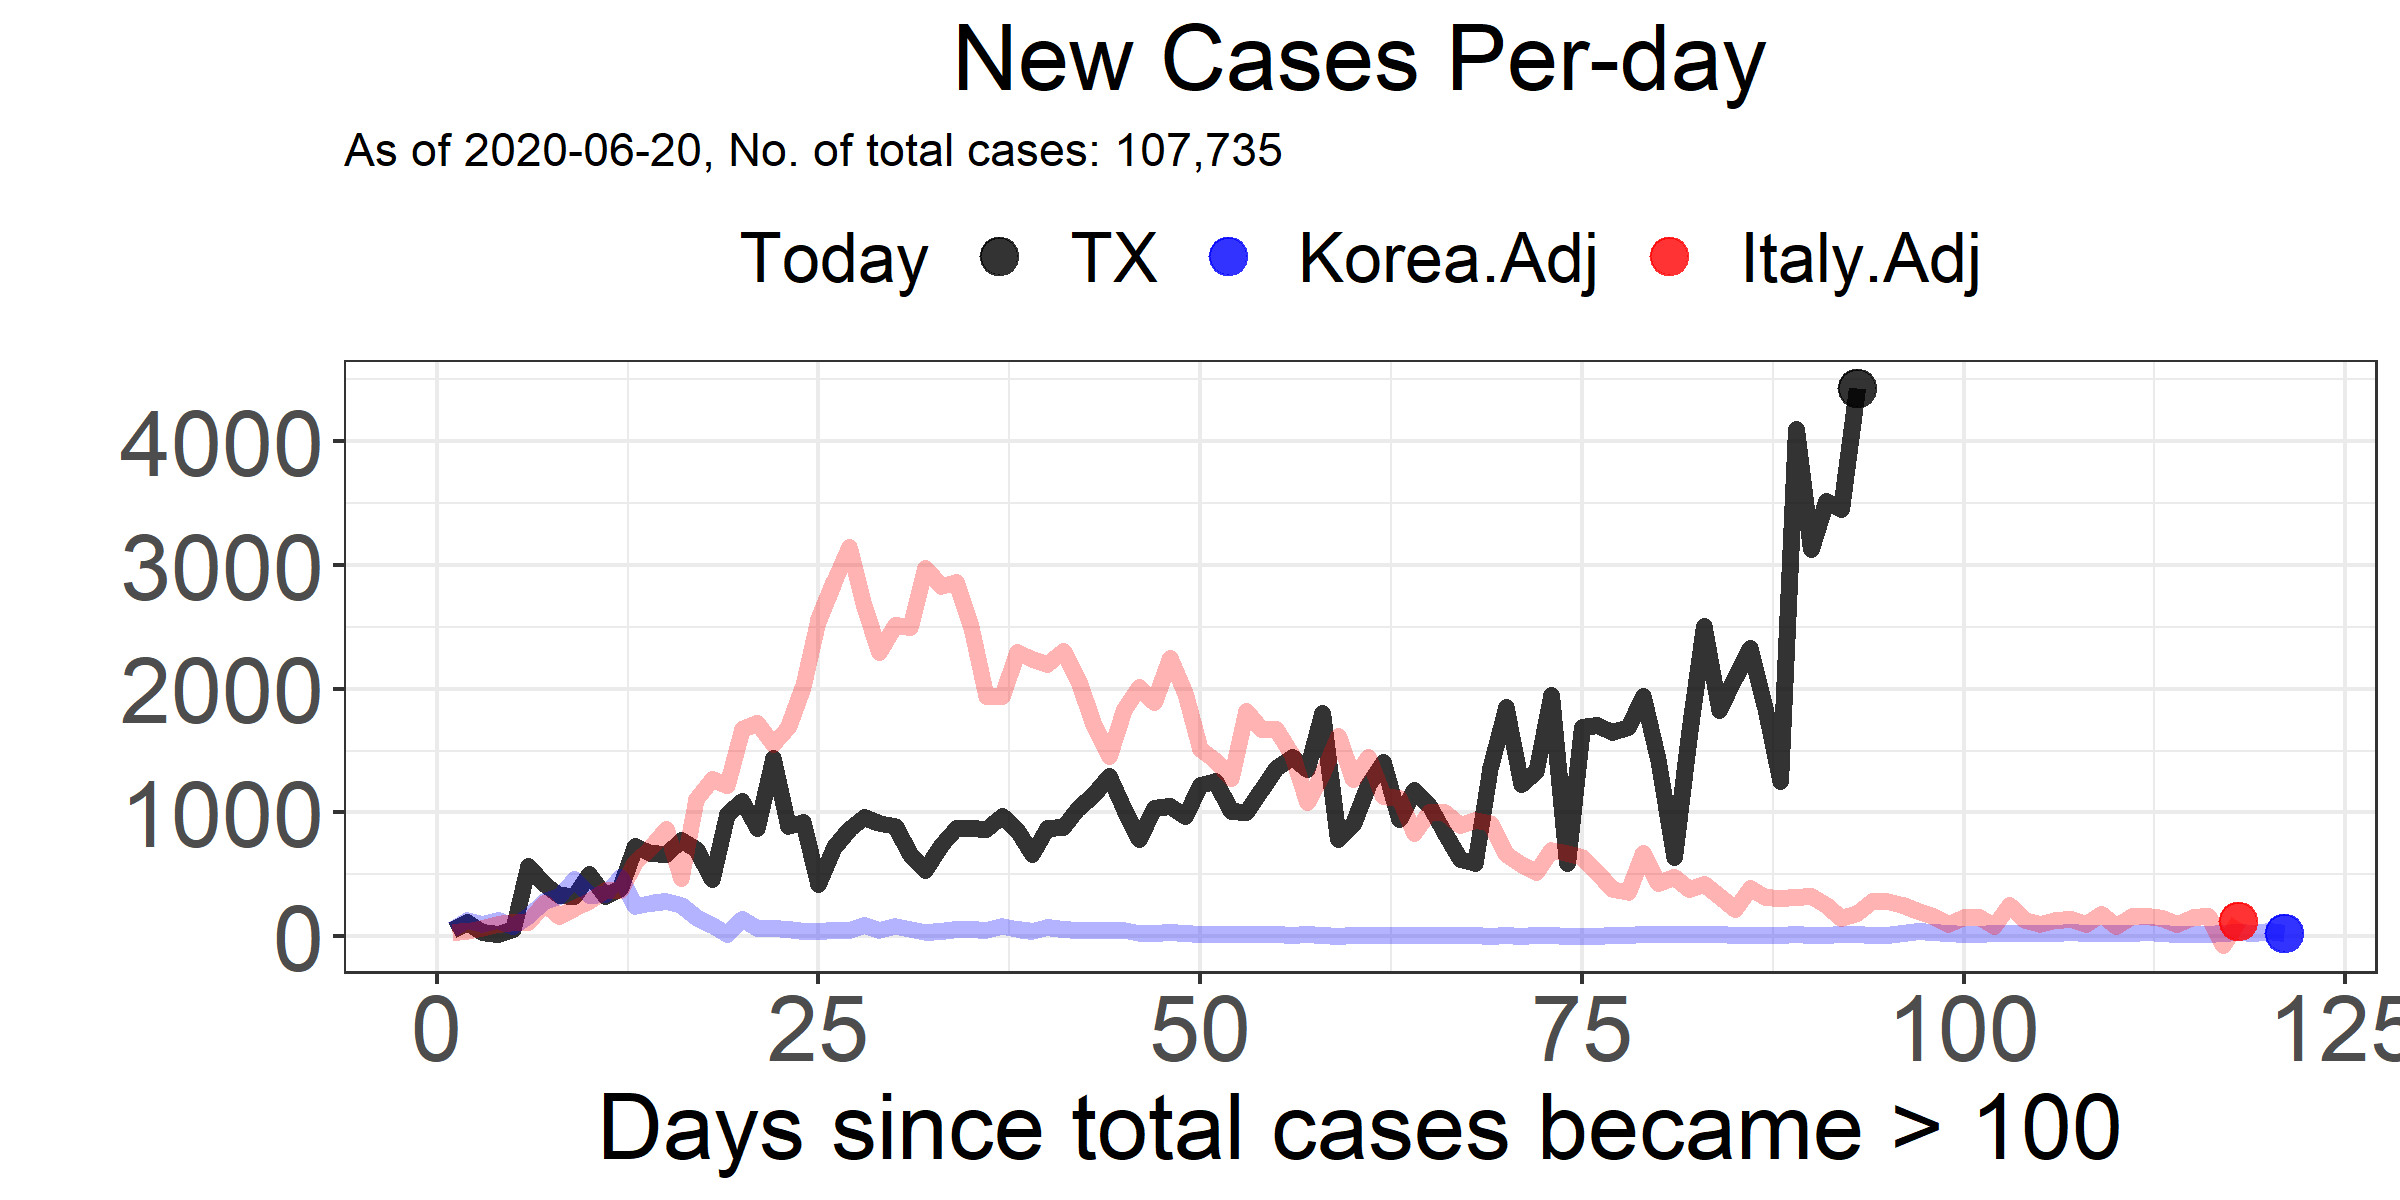 New Cases Per-day
As of 2020-06-20, No. of total cases: 107,735
Today TX Korea.Adj Italy.Adj
4000
3000
2000
1000
0
0 25 50 75 100 125
Days since total cases became > 100